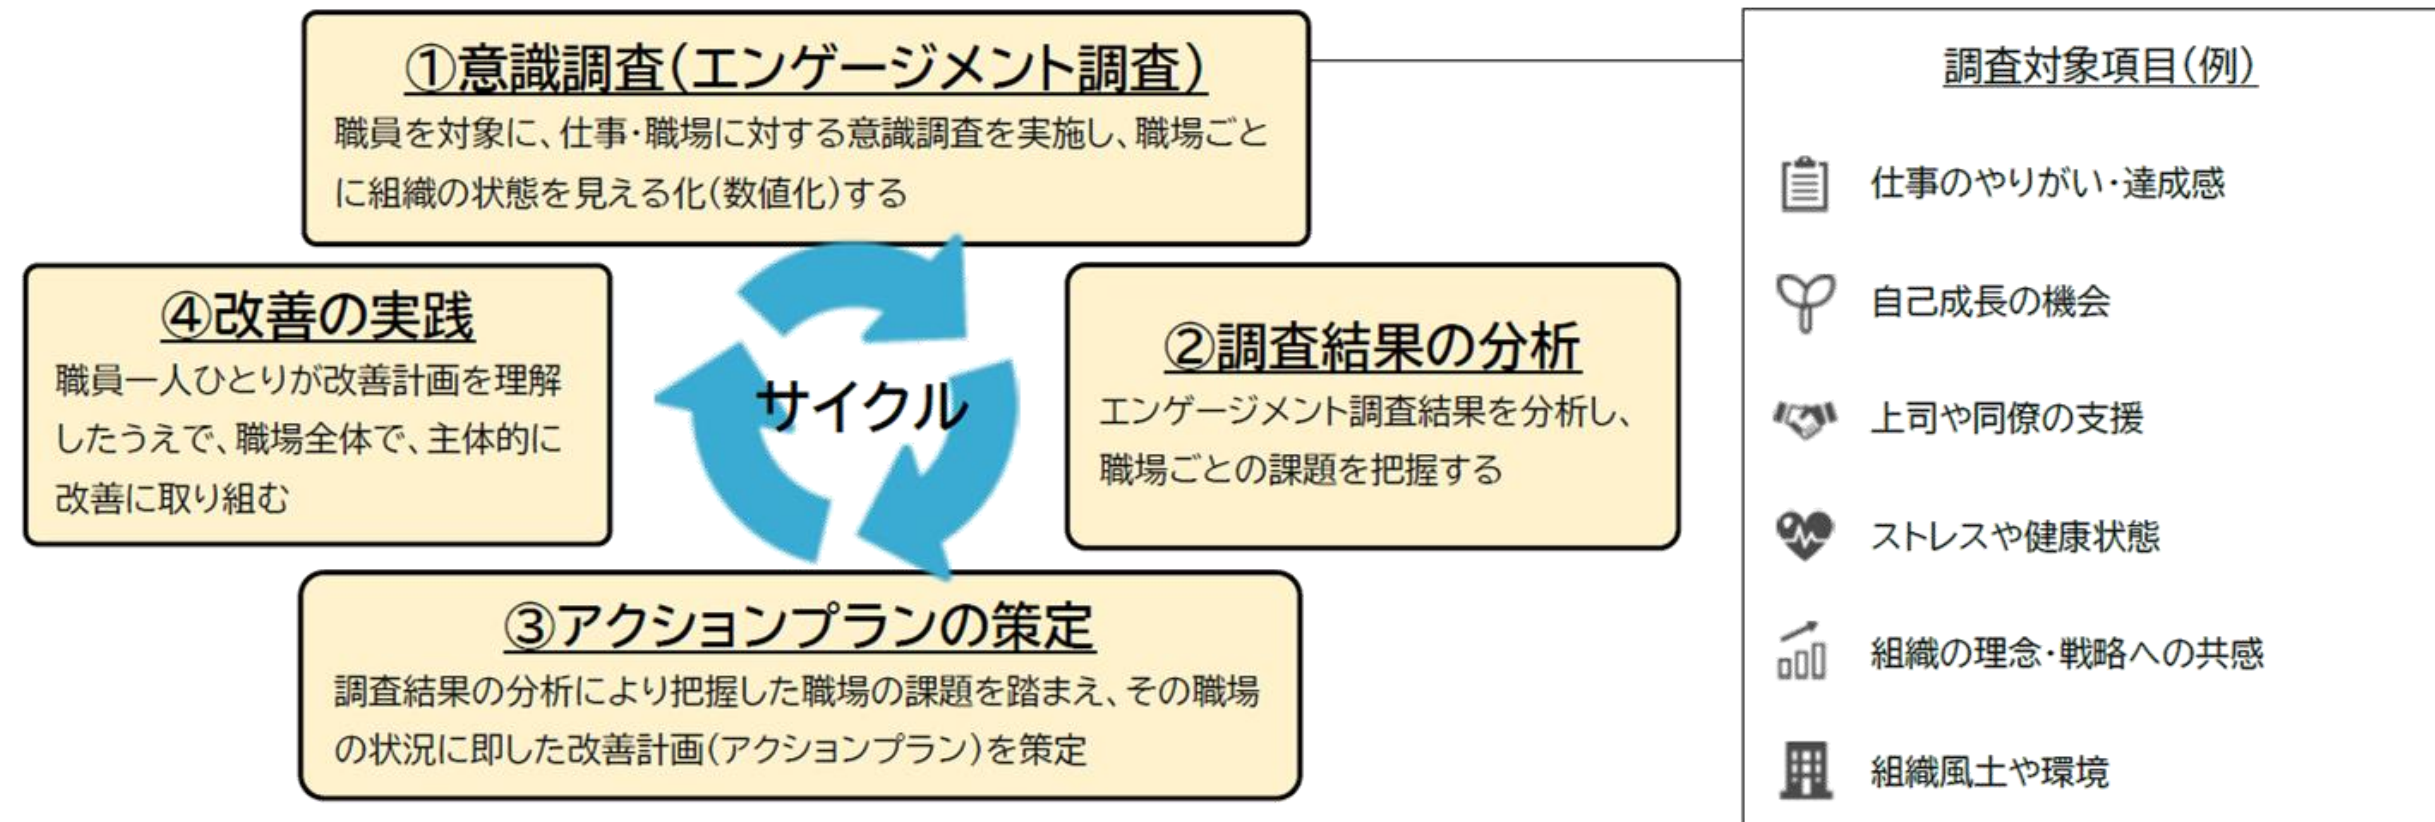 ①意識調査(エンゲージメント調査)
職員を対象に、仕事・職場に対する意識調査を実施し、職場ごと
に組織の状態を見える化(数値化)する
②調査結果の分析
エンゲージメント調査結果を分析し、
職場ごとの課題を把握する
③アクションプランの策定
調査結果の分析により把握した職場の課題を踏まえ、その職場
の状況に即した改善計画(アクションプラン)を策定
④改善の実践
職員一人ひとりが改善計画を理解
したうえで、職場全体で、主体的に
改善に取り組む
サイクル
調査対象項目(例)
仕事のやりがい・達成感
自己成長の機会
上司や同僚の支援
ストレスや健康状態
組織の理念・戦略への共感
組織風土や環境